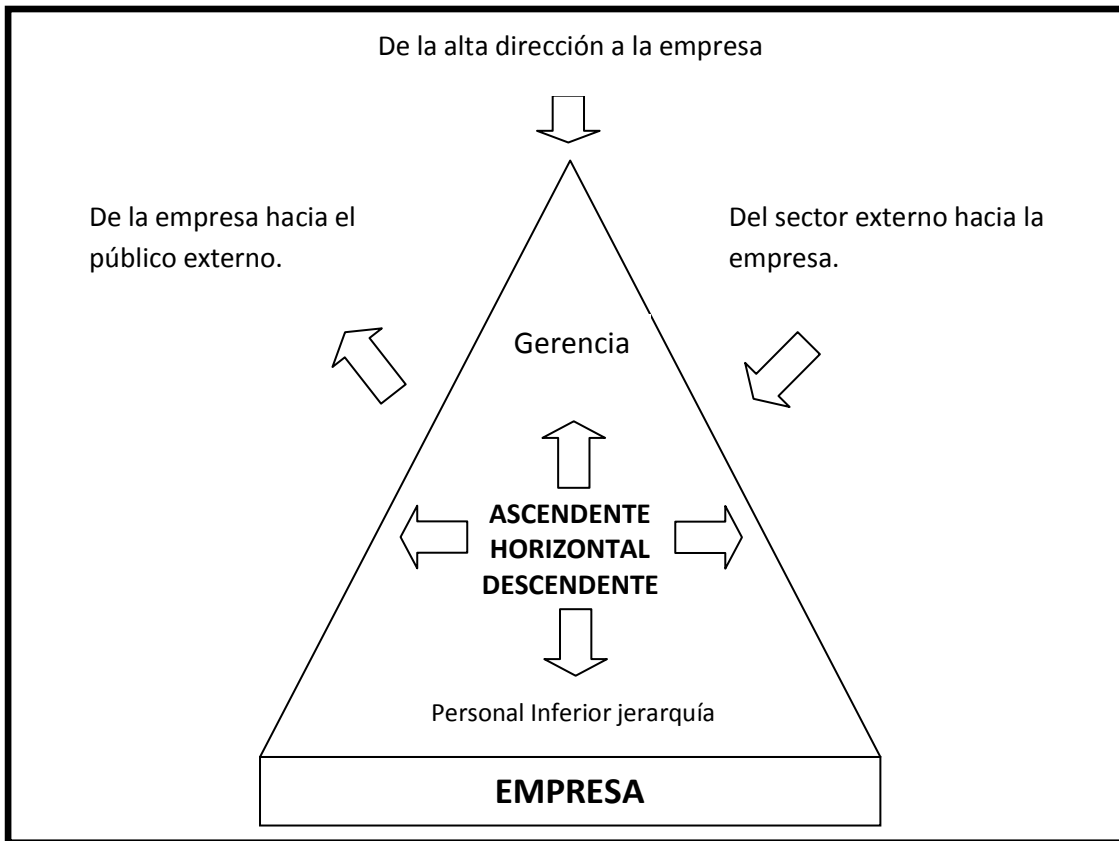 De la alta dirección a la empresa
De la empresa hacia el
público externo.
Del sector externo hacia la
empresa.
Gerencia
ASCENDENTE
HORIZONTAL
DESCENDENTE
Personal Inferior jerarquía
EMPRESA